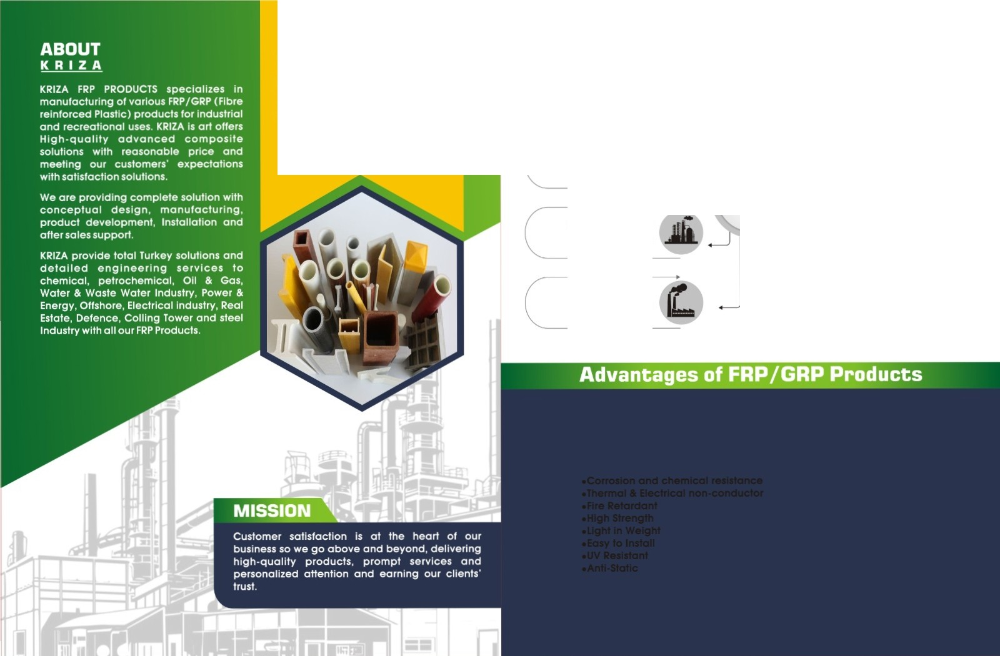 ABOUT
KRIZA
KRIZA FRP PRODUCTS specializes in
manufacturing of various FRP/GRP (Fibre
reinforced Plastic) products for industrial
and recreational uses. KRIZA is art offers
High-quality advanced composite
solutions with reasonable price and
meeting our customers' expectations
with satisfaction solutions.
We are providing complete solution with
conceptual design, manufacturing,
product development, Installation and
after sales support.
KRIZA provide total Turkey solutions and
detailed engineering services to
chemical, petrochemical, Oil & Gas,
Water & Waste Water Industry, Power &
Energy, Offshore, Electrical industry, Real
Estate, Defence, Colling Tower and steel
Industry with all our FRP Products.
MISSION
Customer satisfaction is at the heart of our
business so we go above and beyond, delivering
high-quality products, prompt services and
personalized attention and earning our clients'
trust.
Advantages of FRP/GRP Products
•Corrosion and chemical resistance
•Thermal & Electrical non-conductor
•Fire Retardant
•High Strength
•Light in Weight
•Easy to Install
•UV Resistant
•Anti-Static